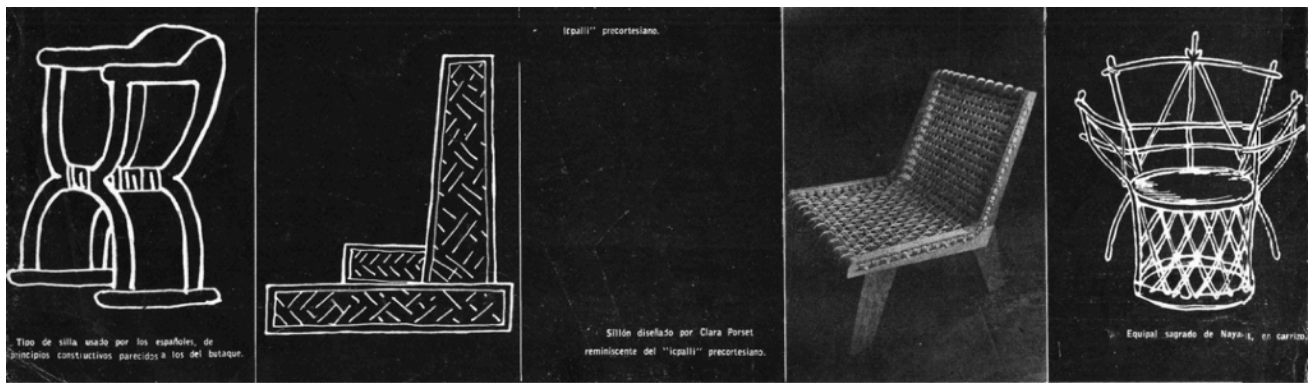 Tipo de silla usado por los españoles, de
principios constructivos parecidos a los del butaque.
icpalli" precortesiano.
Sillón diseñado por Clara Porset
reminiscente del "icpalli" precortesiano.
Equipal sagrado de Nayarit, en carrizo.